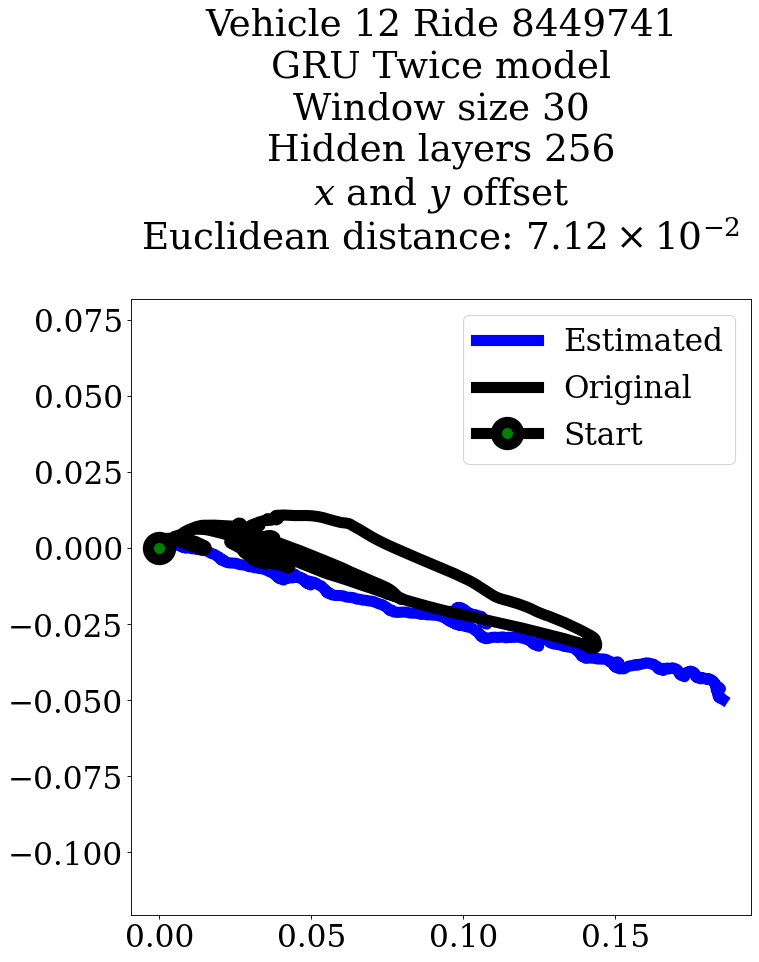 Vehicle 12 Ride 8449741
GRU Twice model
Window size 30
Hidden layers 256
x and y offset
Euclidean distance: 7.12 × 10⁻²
Estimated
Original
Start
0.075
0.050
0.025
0.000
−0.025
−0.050
−0.075
−0.100
0.00 0.05 0.10 0.15